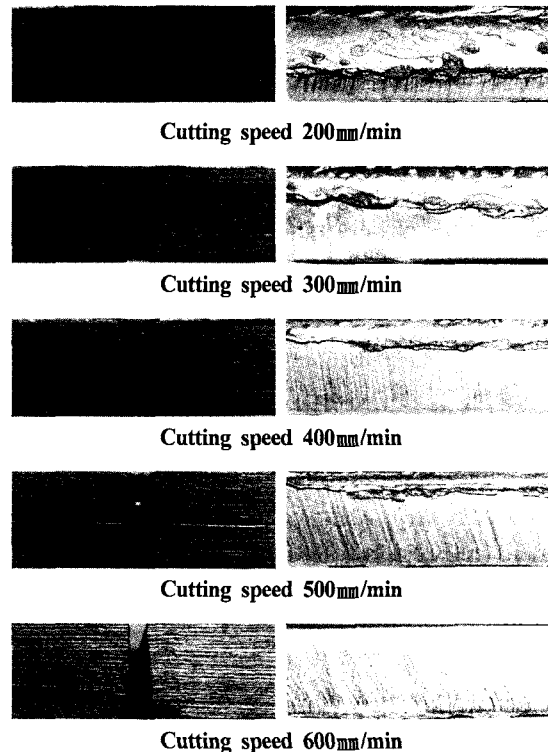 Cutting speed 200㎜/min
Cutting speed 300㎜/min
Cutting speed 400㎜/min
Cutting speed 500㎜/min
Cutting speed 600㎜/min